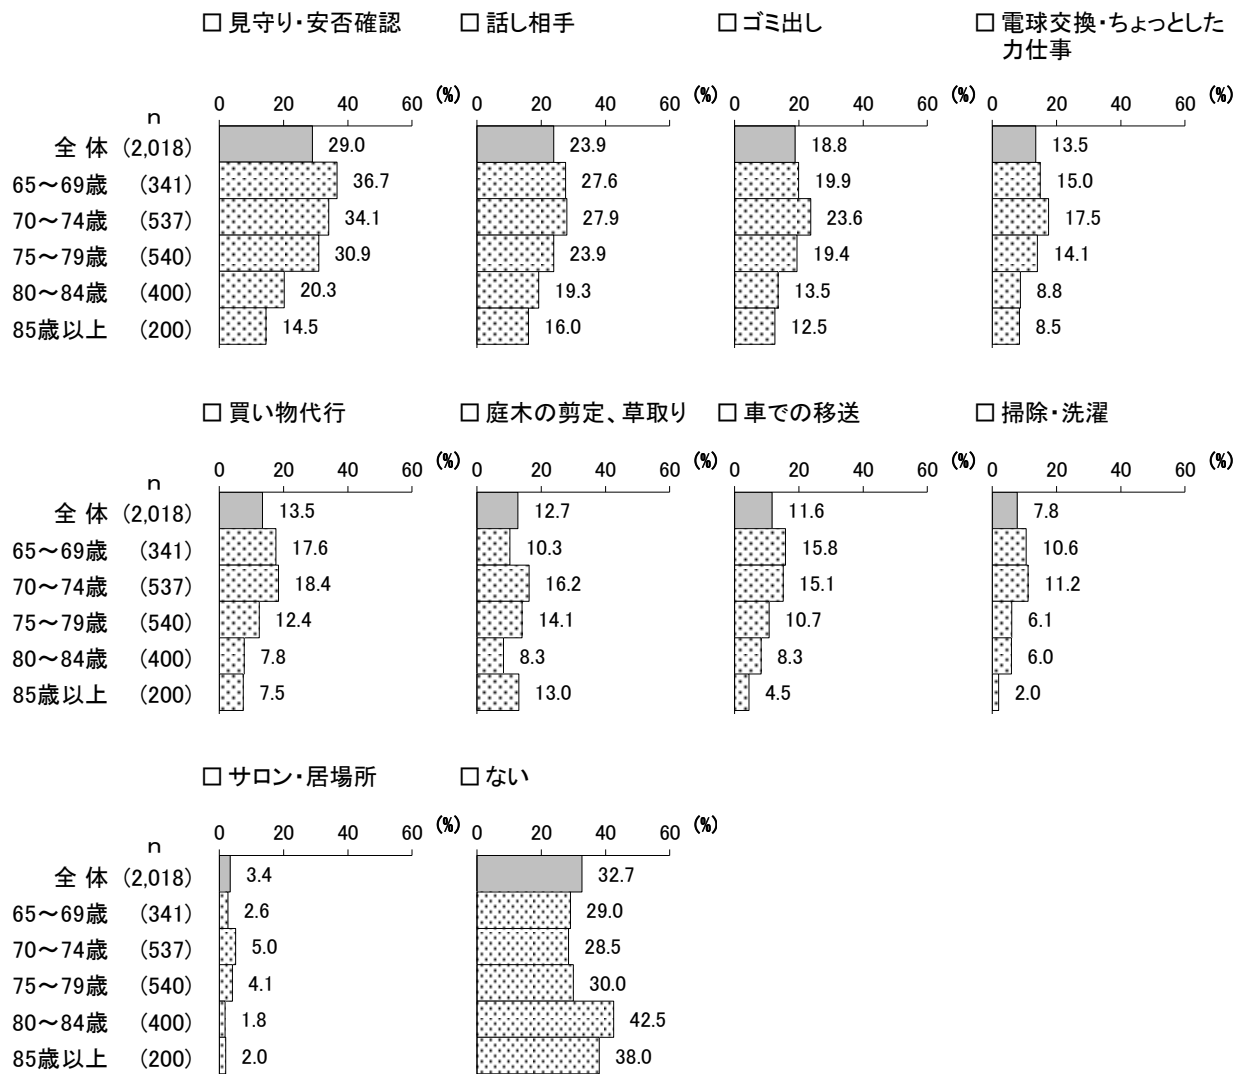 □ 見守り・安否確認 □ 話し相手 □ ゴミ出し □ 電球交換・ちょっとした
力仕事
0 20 40 60 (%) 0 20 40 60 (%) 0 20 40 60 (%) 0 20 40 60 (%)
n
全 体 (2,018) 29.0 23.9 18.8 13.5
65～69歳 (341) 36.7 27.6 19.9 15.0
70～74歳 (537) 34.1 27.9 23.6 17.5
75～79歳 (540) 30.9 23.9 19.4 14.1
80～84歳 (400) 20.3 19.3 13.5 8.8
85歳以上 (200) 14.5 16.0 12.5 8.5
□ 買い物代行 □ 庭木の剪定、草取り □ 車での移送 □ 掃除・洗濯
0 20 40 60 (%) 0 20 40 60 (%) 0 20 40 60 (%) 0 20 40 60 (%)
n
全 体 (2,018) 13.5 12.7 11.6 7.8
65～69歳 (341) 17.6 10.3 15.8 10.6
70～74歳 (537) 18.4 16.2 15.1 11.2
75～79歳 (540) 12.4 14.1 10.7 6.1
80～84歳 (400) 7.8 8.3 8.3 6.0
85歳以上 (200) 7.5 13.0 4.5 2.0
□ サロン・居場所 □ ない
0 20 40 60 (%) 0 20 40 60 (%)
n
全 体 (2,018) 3.4 32.7
65～69歳 (341) 2.6 29.0
70～74歳 (537) 5.0 28.5
75～79歳 (540) 4.1 30.0
80～84歳 (400) 1.8 42.5
85歳以上 (200) 2.0 38.0